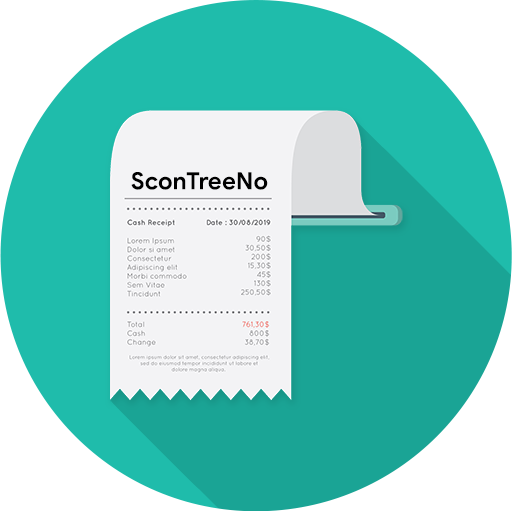 SconTreeNo
Cash Receipt Date : 30/08/2019
Lorem Ipsum 90$
Dolor si amet 30,50$
Consectetur 200$
Adipiscing elit 15,30$
Morbi commodo 45$
Sem Vitae 130$
Tincidunt 250,50$
Total 761,30$
Cash 800$
Change 38,70$
Lorem ipsum dolor sit amet, consectetur adipiscing elit,
sed do eiusmod tempor incididunt ut labore et dolore
magna aliqua.